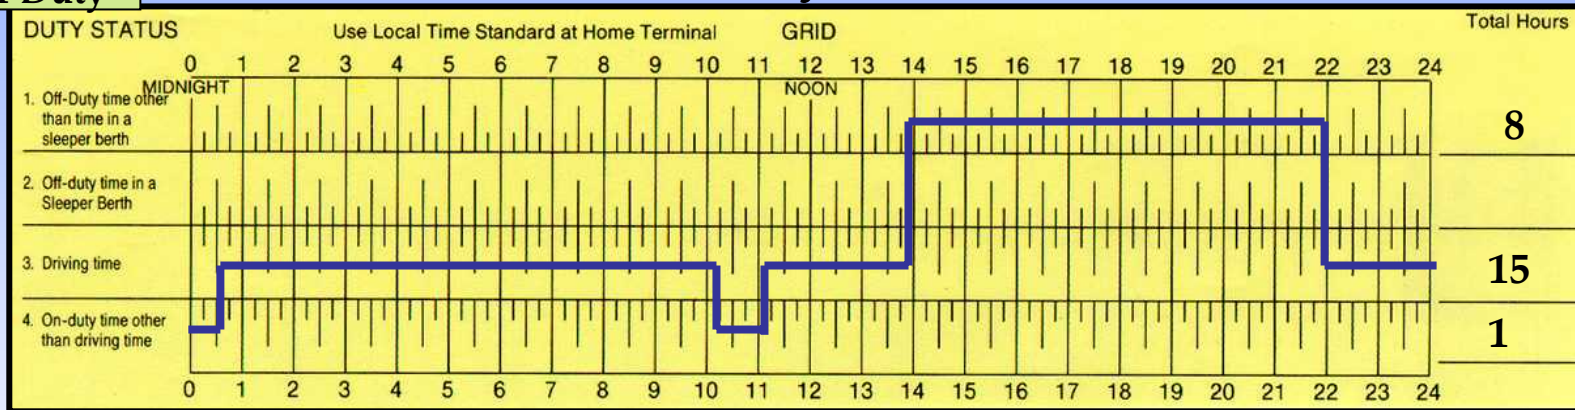 Duty
DUTY STATUS Use Local Time Standard at Home Terminal GRID Total Hours
0 1 2 3 4 5 6 7 8 9 10 11 12 13 14 15 16 17 18 19 20 21 22 23 24
MIDNIGHT NOON
1. Off-Duty time other
than time in a
sleeper berth
8
2. Off-duty time in a
Sleeper Berth
3. Driving time
15
4. On-duty time other
than driving time
1
0 1 2 3 4 5 6 7 8 9 10 11 12 13 14 15 16 17 18 19 20 21 22 23 24